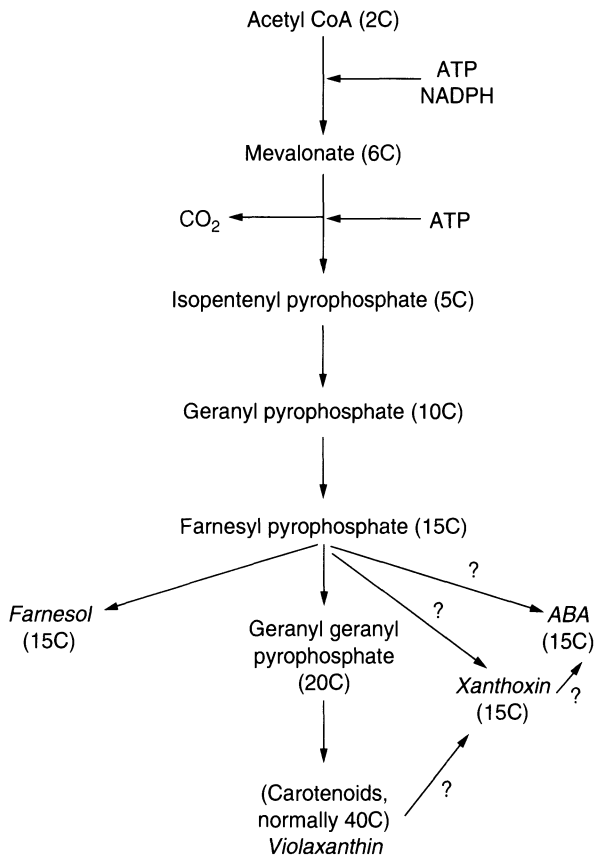 Acetyl CoA (2C)
ATP
NADPH
Mevalonate (6C)
CO₂
ATP
Isopentenyl pyrophosphate (5C)
Geranyl pyrophosphate (10C)
Farnesyl pyrophosphate (15C)
?
?
Farnesol
(15C)
Geranyl geranyl
pyrophosphate
(20C)
ABA
(15C)
Xanthoxin
(15C)
?
?
(Carotenoids,
normally 40C)
Violaxanthin